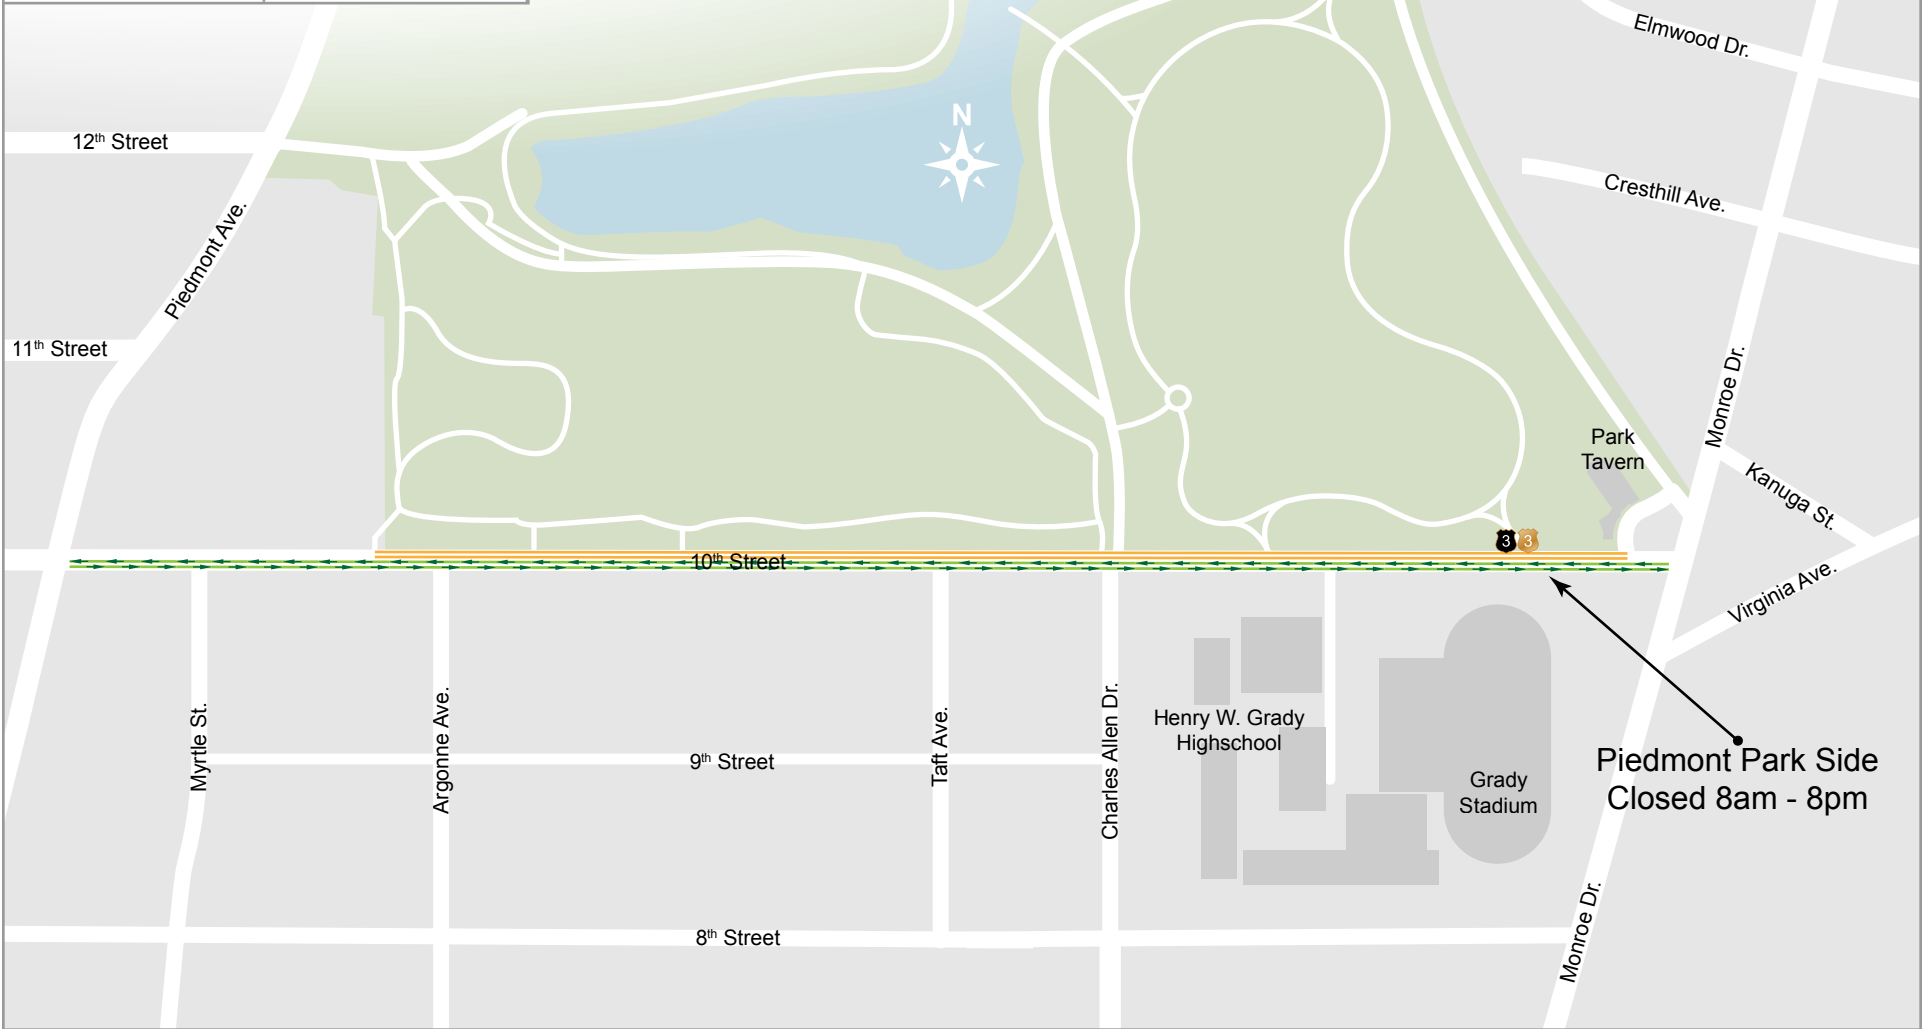 Elmwood Dr.
N
12th Street
Cresthill Ave.
Piedmont Ave.
11th Street
Monroe Dr.
Park
Tavern
Kanuga St.
3 3
10th Street
Virginia Ave.
Myrtle St.
Argonne Ave.
Taft Ave.
Charles Allen Dr.
Henry W. Grady
Highschool
9th Street
Piedmont Park Side
Closed 8am - 8pm
Grady
Stadium
8th Street
Monroe Dr.